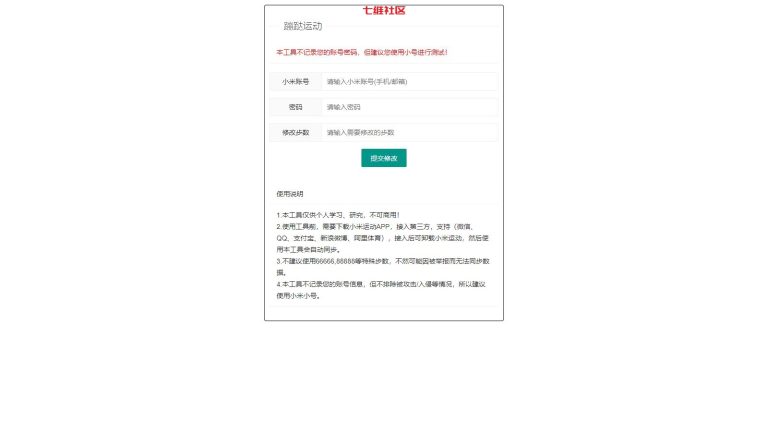 七维社区
蹦跶运动
本工具不记录您的账号密码，但建议您使用小号进行测试！
小米账号 请输入小米账号(手机/邮箱)
密码 请输入密码
修改步数 请输入需要修改的步数
提交修改
使用说明
1.本工具仅供个人学习、研究，不可商用！
2.使用工具前，需要下载小米运动APP，接入第三方，支持（微信、
QQ、支付宝、新浪微博、阿里体育），接入后可卸载小米运动，然后使
用本工具会自动同步。
3.不建议使用66666,88888等特殊步数，不然可能因被举报而无法同步数
据。
4.本工具不记录您的账号信息，但不排除被攻击/入侵等情况，所以建议
使用小米小号。